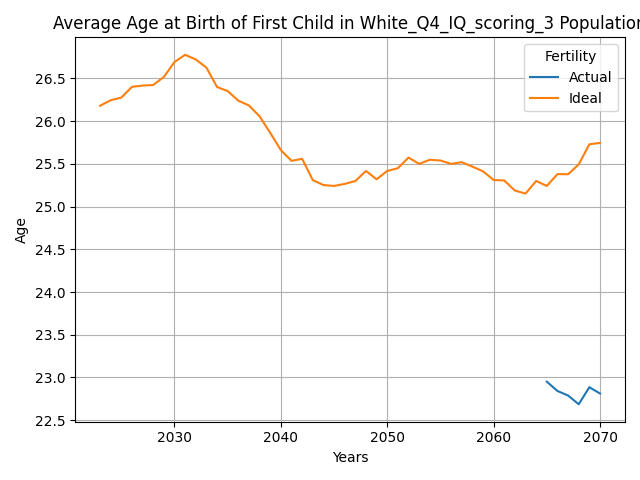 Average Age at Birth of First Child in White_Q4_IQ_scoring_3 Population
Fertility
Actual
Ideal
26.5
26.0
25.5
25.0
24.5
24.0
23.5
23.0
22.5
Age
2030 2040 2050 2060 2070
Years